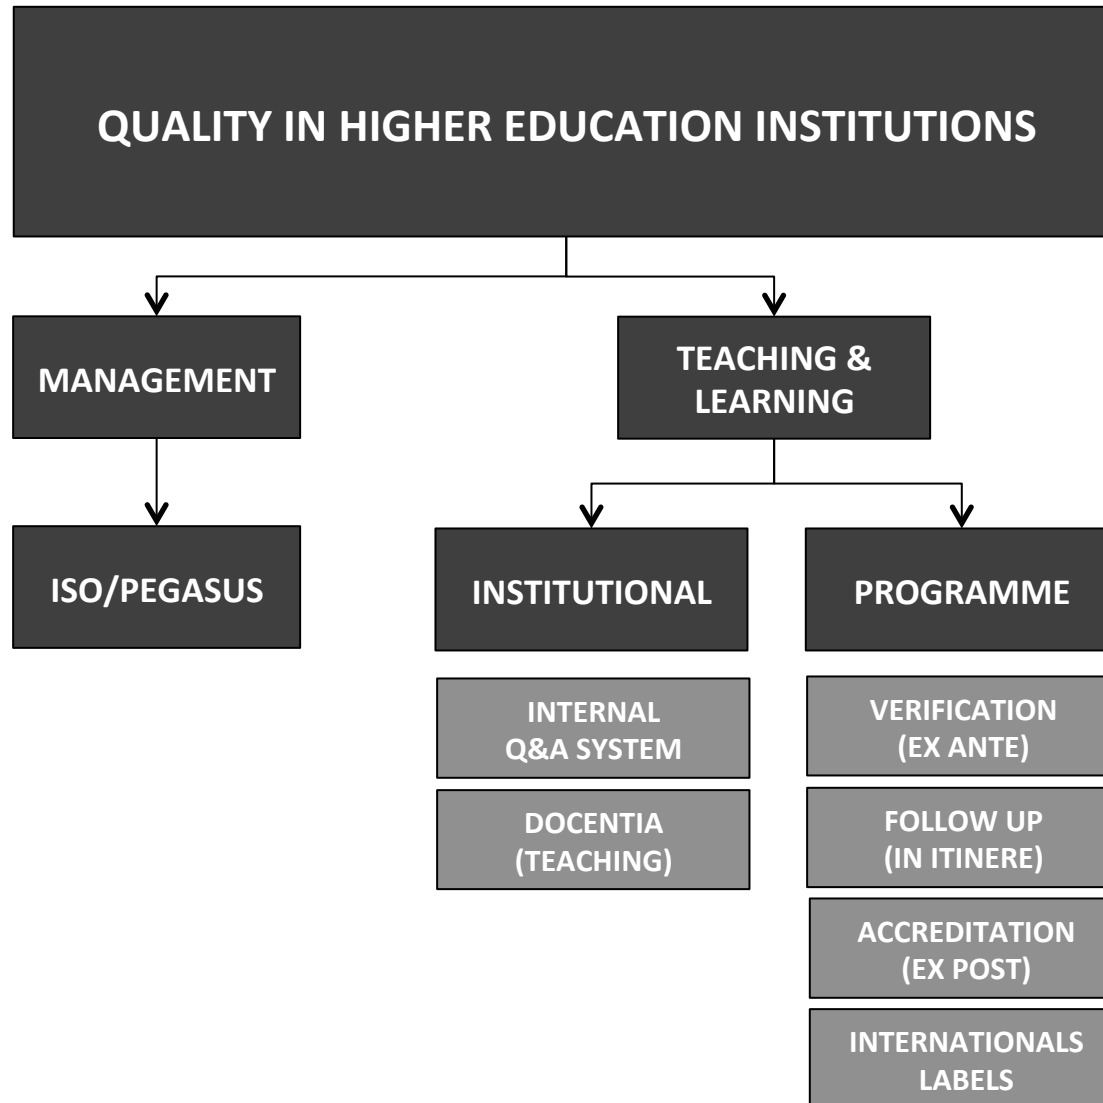 QUALITY IN HIGHER EDUCATION INSTITUTIONS
MANAGEMENT
TEACHING &
LEARNING
ISO/PEGASUS
INSTITUTIONAL
PROGRAMME
INTERNAL
Q&A SYSTEM
DOCENTIA
(TEACHING)
VERIFICATION
(EX ANTE)
FOLLOW UP
(IN ITINERE)
ACCREDITATION
(EX POST)
INTERNATIONALS
LABELS